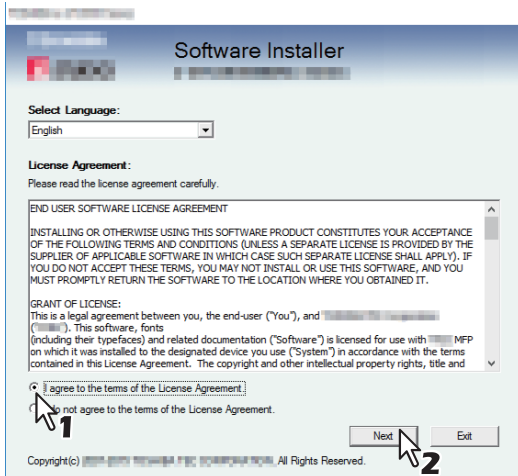 Software Installer
Select Language:
English
License Agreement:
Please read the license agreement carefully.
END USER SOFTWARE LICENSE AGREEMENT
INSTALLING OR OTHERWISE USING THIS SOFTWARE PRODUCT CONSTITUTES YOUR ACCEPTANCE
OF THE FOLLOWING TERMS AND CONDITIONS (UNLESS A SEPARATE LICENSE IS PROVIDED BY THE
SUPPLIER OF APPLICABLE SOFTWARE IN WHICH CASE SUCH SEPARATE LICENSE SHALL APPLY). IF
YOU DO NOT ACCEPT THESE TERMS, YOU MAY NOT INSTALL OR USE THIS SOFTWARE, AND YOU
MUST PROMPTLY RETURN THE SOFTWARE TO THE LOCATION WHERE YOU OBTAINED IT.
GRANT OF LICENSE:
This is a legal agreement between you, the end-user ("You"), and
("       "). This software, fonts
(including their typefaces) and related documentation ("Software") is licensed for use with MFP
on which it was installed to the designated device you use ("System") in accordance with the terms
contained in this License Agreement. The copyright and other intellectual property rights, title and
I agree to the terms of the License Agreement.
do not agree to the terms of the License Agreement.
1
Next Exit
2
Copyright(c) All Rights Reserved.